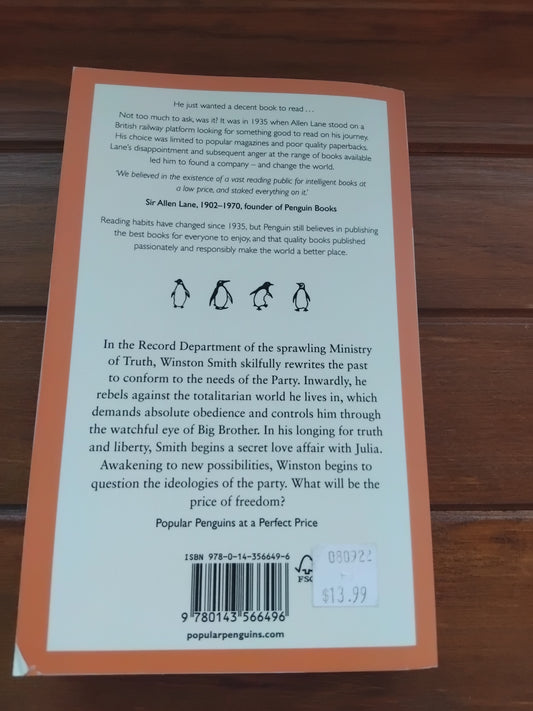 He just wanted a decent book to read ...
Not too much to ask, was it? It was in 1935 when Allen Lane stood on a
British railway platform looking for something good to read on his journey.
His choice was limited to popular magazines and poor quality paperbacks.
Lane's disappointment and subsequent anger at the range of books available
led him to found a company – and change the world.
'We believed in the existence of a vast reading public for intelligent books at
a low price, and staked everything on it.'
Sir Allen Lane, 1902–1970, founder of Penguin Books
Reading habits have changed since 1935, but Penguin still believes in publishing
the best books for everyone to enjoy, and that quality books published
passionately and responsibly make the world a better place.
In the Record Department of the sprawling Ministry
of Truth, Winston Smith skilfully rewrites the past
to conform to the needs of the Party. Inwardly, he
rebels against the totalitarian world he lives in, which
demands absolute obedience and controls him through
the watchful eye of Big Brother. In his longing for truth
and liberty, Smith begins a secret love affair with Julia.
Awakening to new possibilities, Winston begins to
question the ideologies of the party. What will be the
price of freedom?
Popular Penguins at a Perfect Price
ISBN 978-0-14-356649-6
9 780143 566496
popularpenguins.com
FSC
$13.99